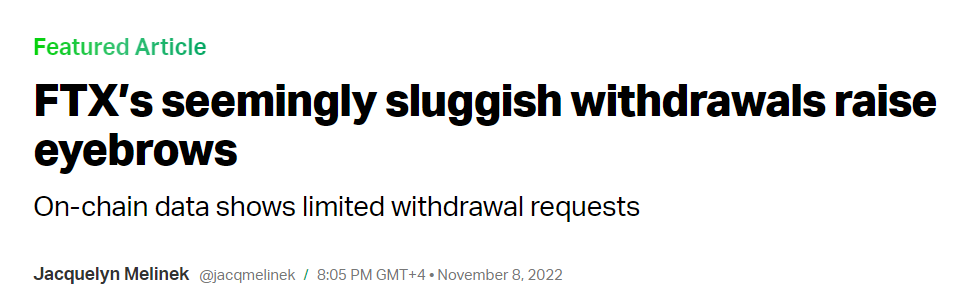 Featured Article
FTX’s seemingly sluggish withdrawals raise
eyebrows
On-chain data shows limited withdrawal requests
Jacquelyn Melinek @jacqmelinek / 8:05 PM GMT+4 • November 8, 2022